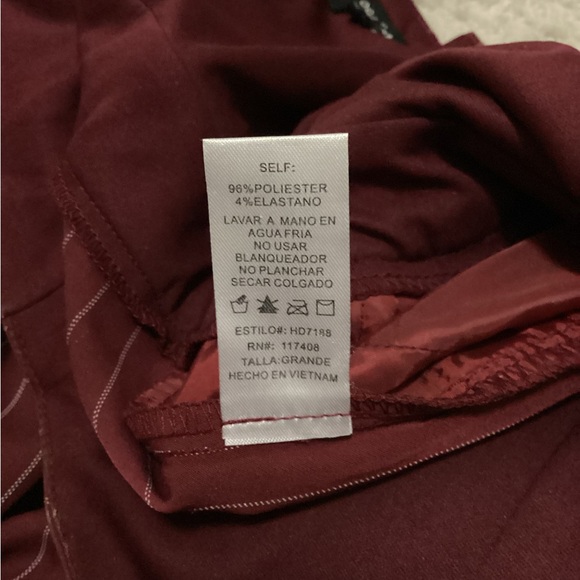 SELF:
96%POLIESTER
4%ELASTANO
LAVAR A MANO EN
AGUA FRIA
NO USAR
BLANQUEADOR
NO PLANCHAR
SECAR COLGADO
ESTILO#: HD7188
RN#: 117408
TALLA:GRANDE
HECHO EN VIETNAM